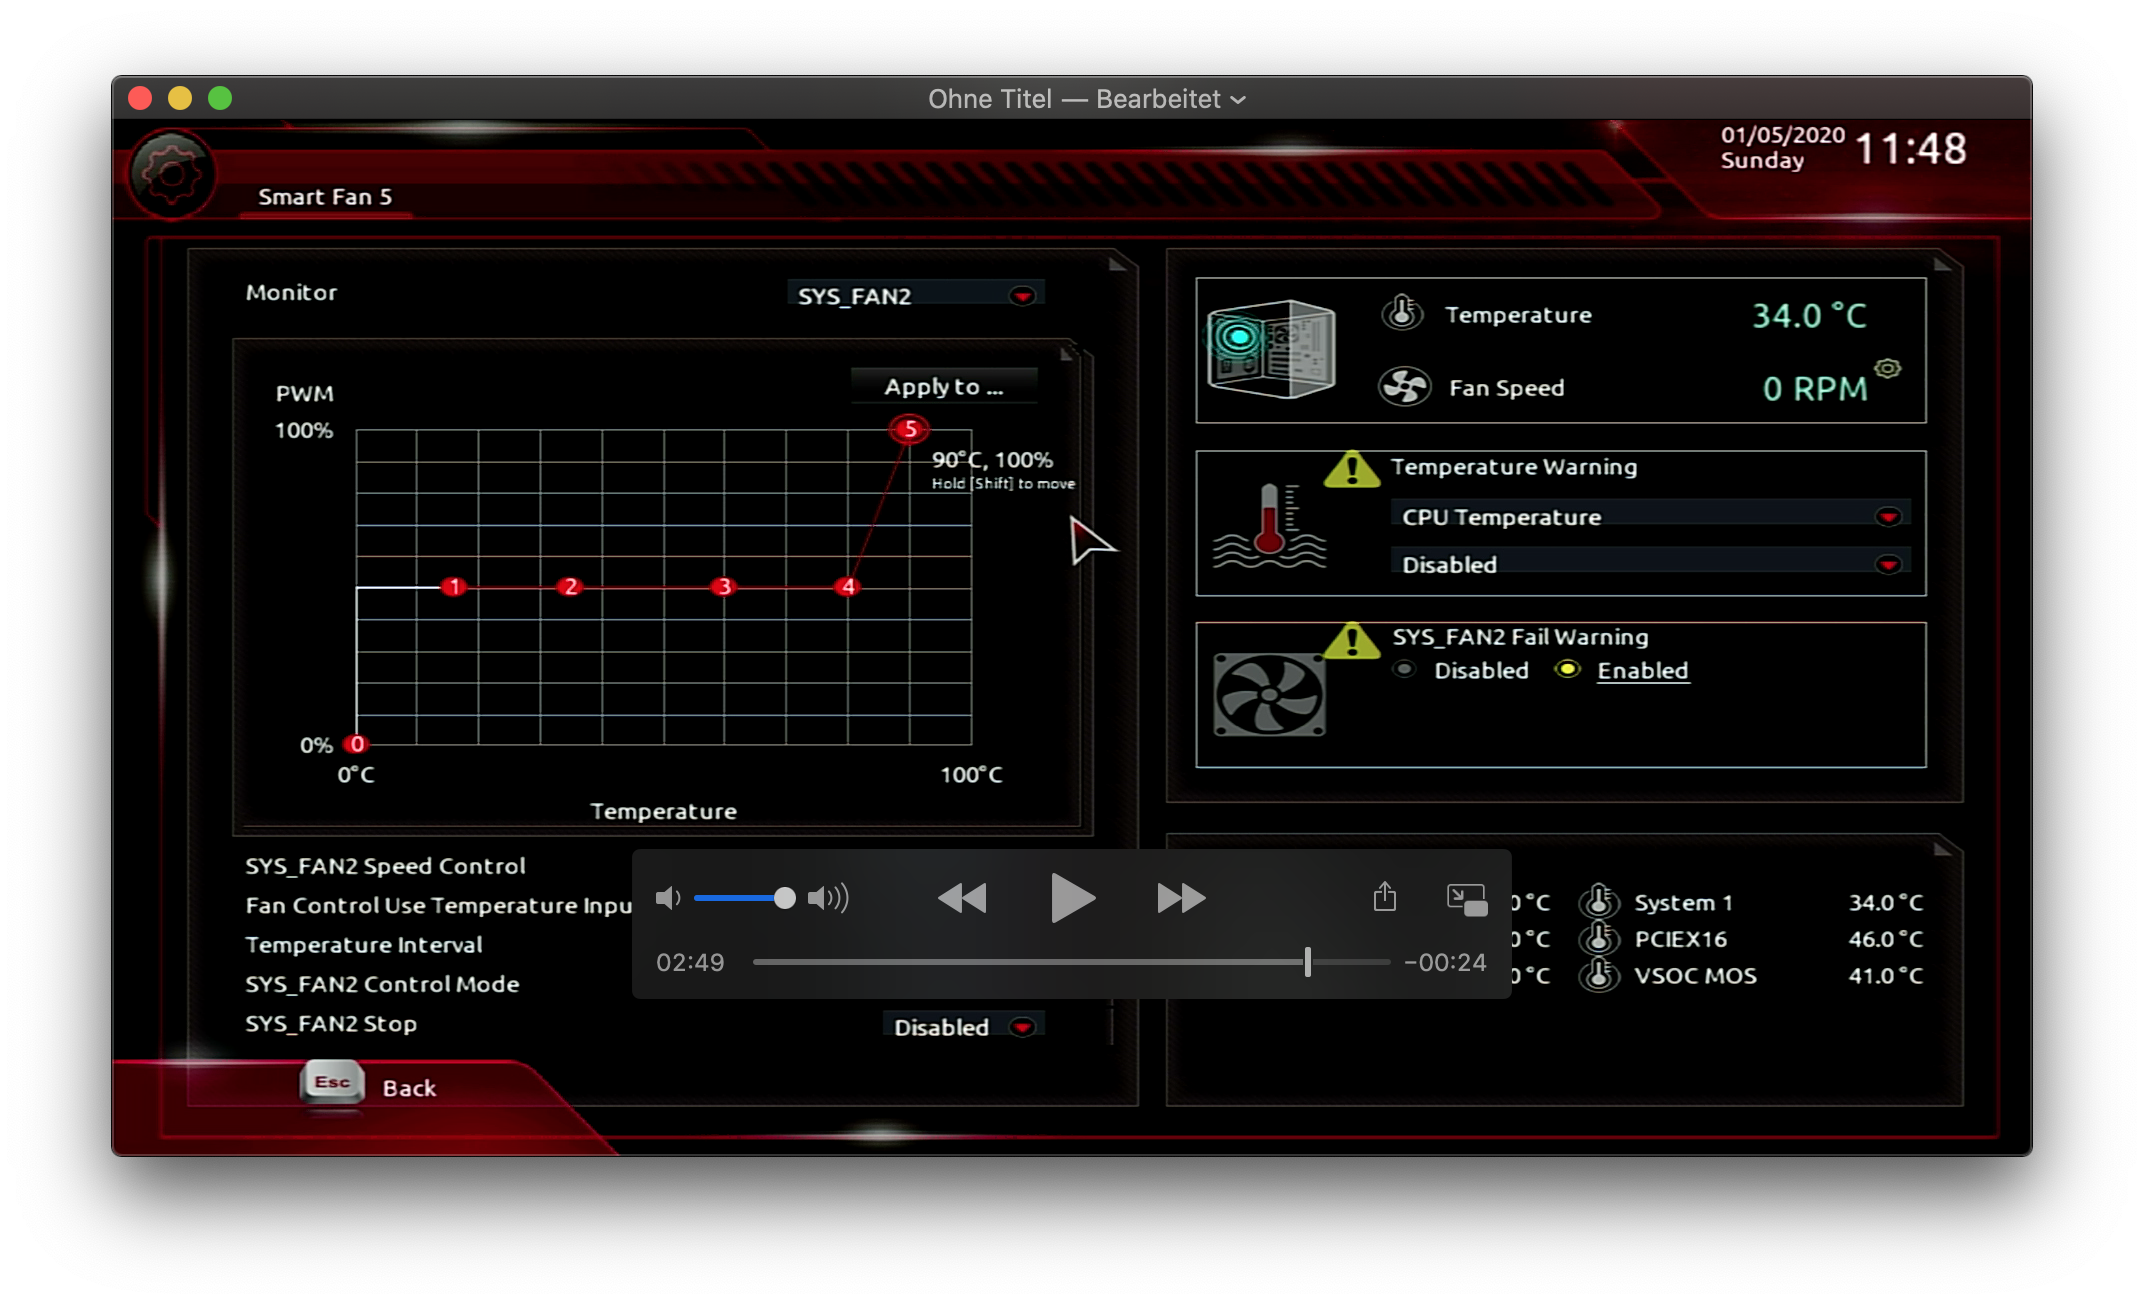 Ohne Titel — Bearbeitet
01/05/2020
Sunday
11:48
Smart Fan 5
Monitor
SYS_FAN2
PWM
Apply to ...
100%
5
90°C, 100%
Hold [Shift] to move
1 2 3 4
0% 0
0°C 100°C
Temperature
SYS_FAN2 Speed Control
Fan Control Use Temperature Inpu
Temperature Interval
SYS_FAN2 Control Mode
SYS_FAN2 Stop
Disabled
Esc Back
Temperature 34.0 °C
Fan Speed 0 RPM
Temperature Warning
CPU Temperature
Disabled
SYS_FAN2 Fail Warning
Disabled Enabled
0°C System 1 34.0°C
0°C PCIEX16 46.0°C
0°C VSOC MOS 41.0°C
02:49 -00:24